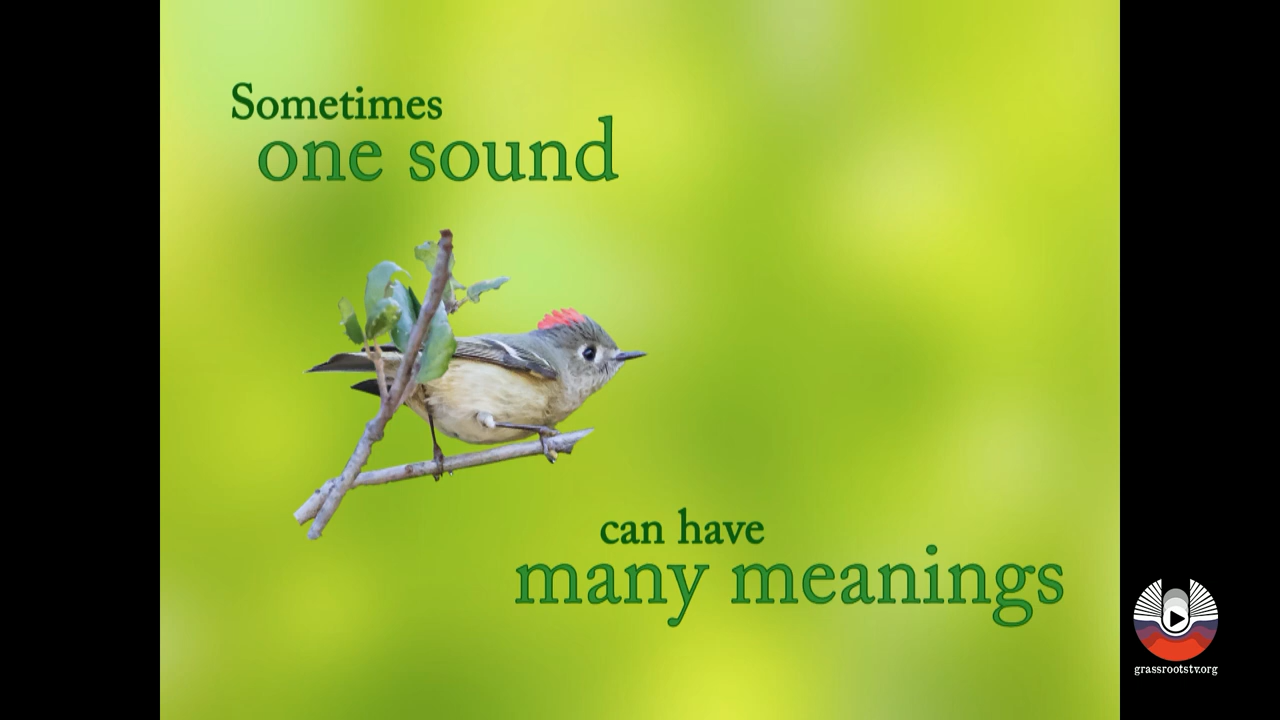 Sometimes
one sound
can have
many meanings
grassrootstv.org